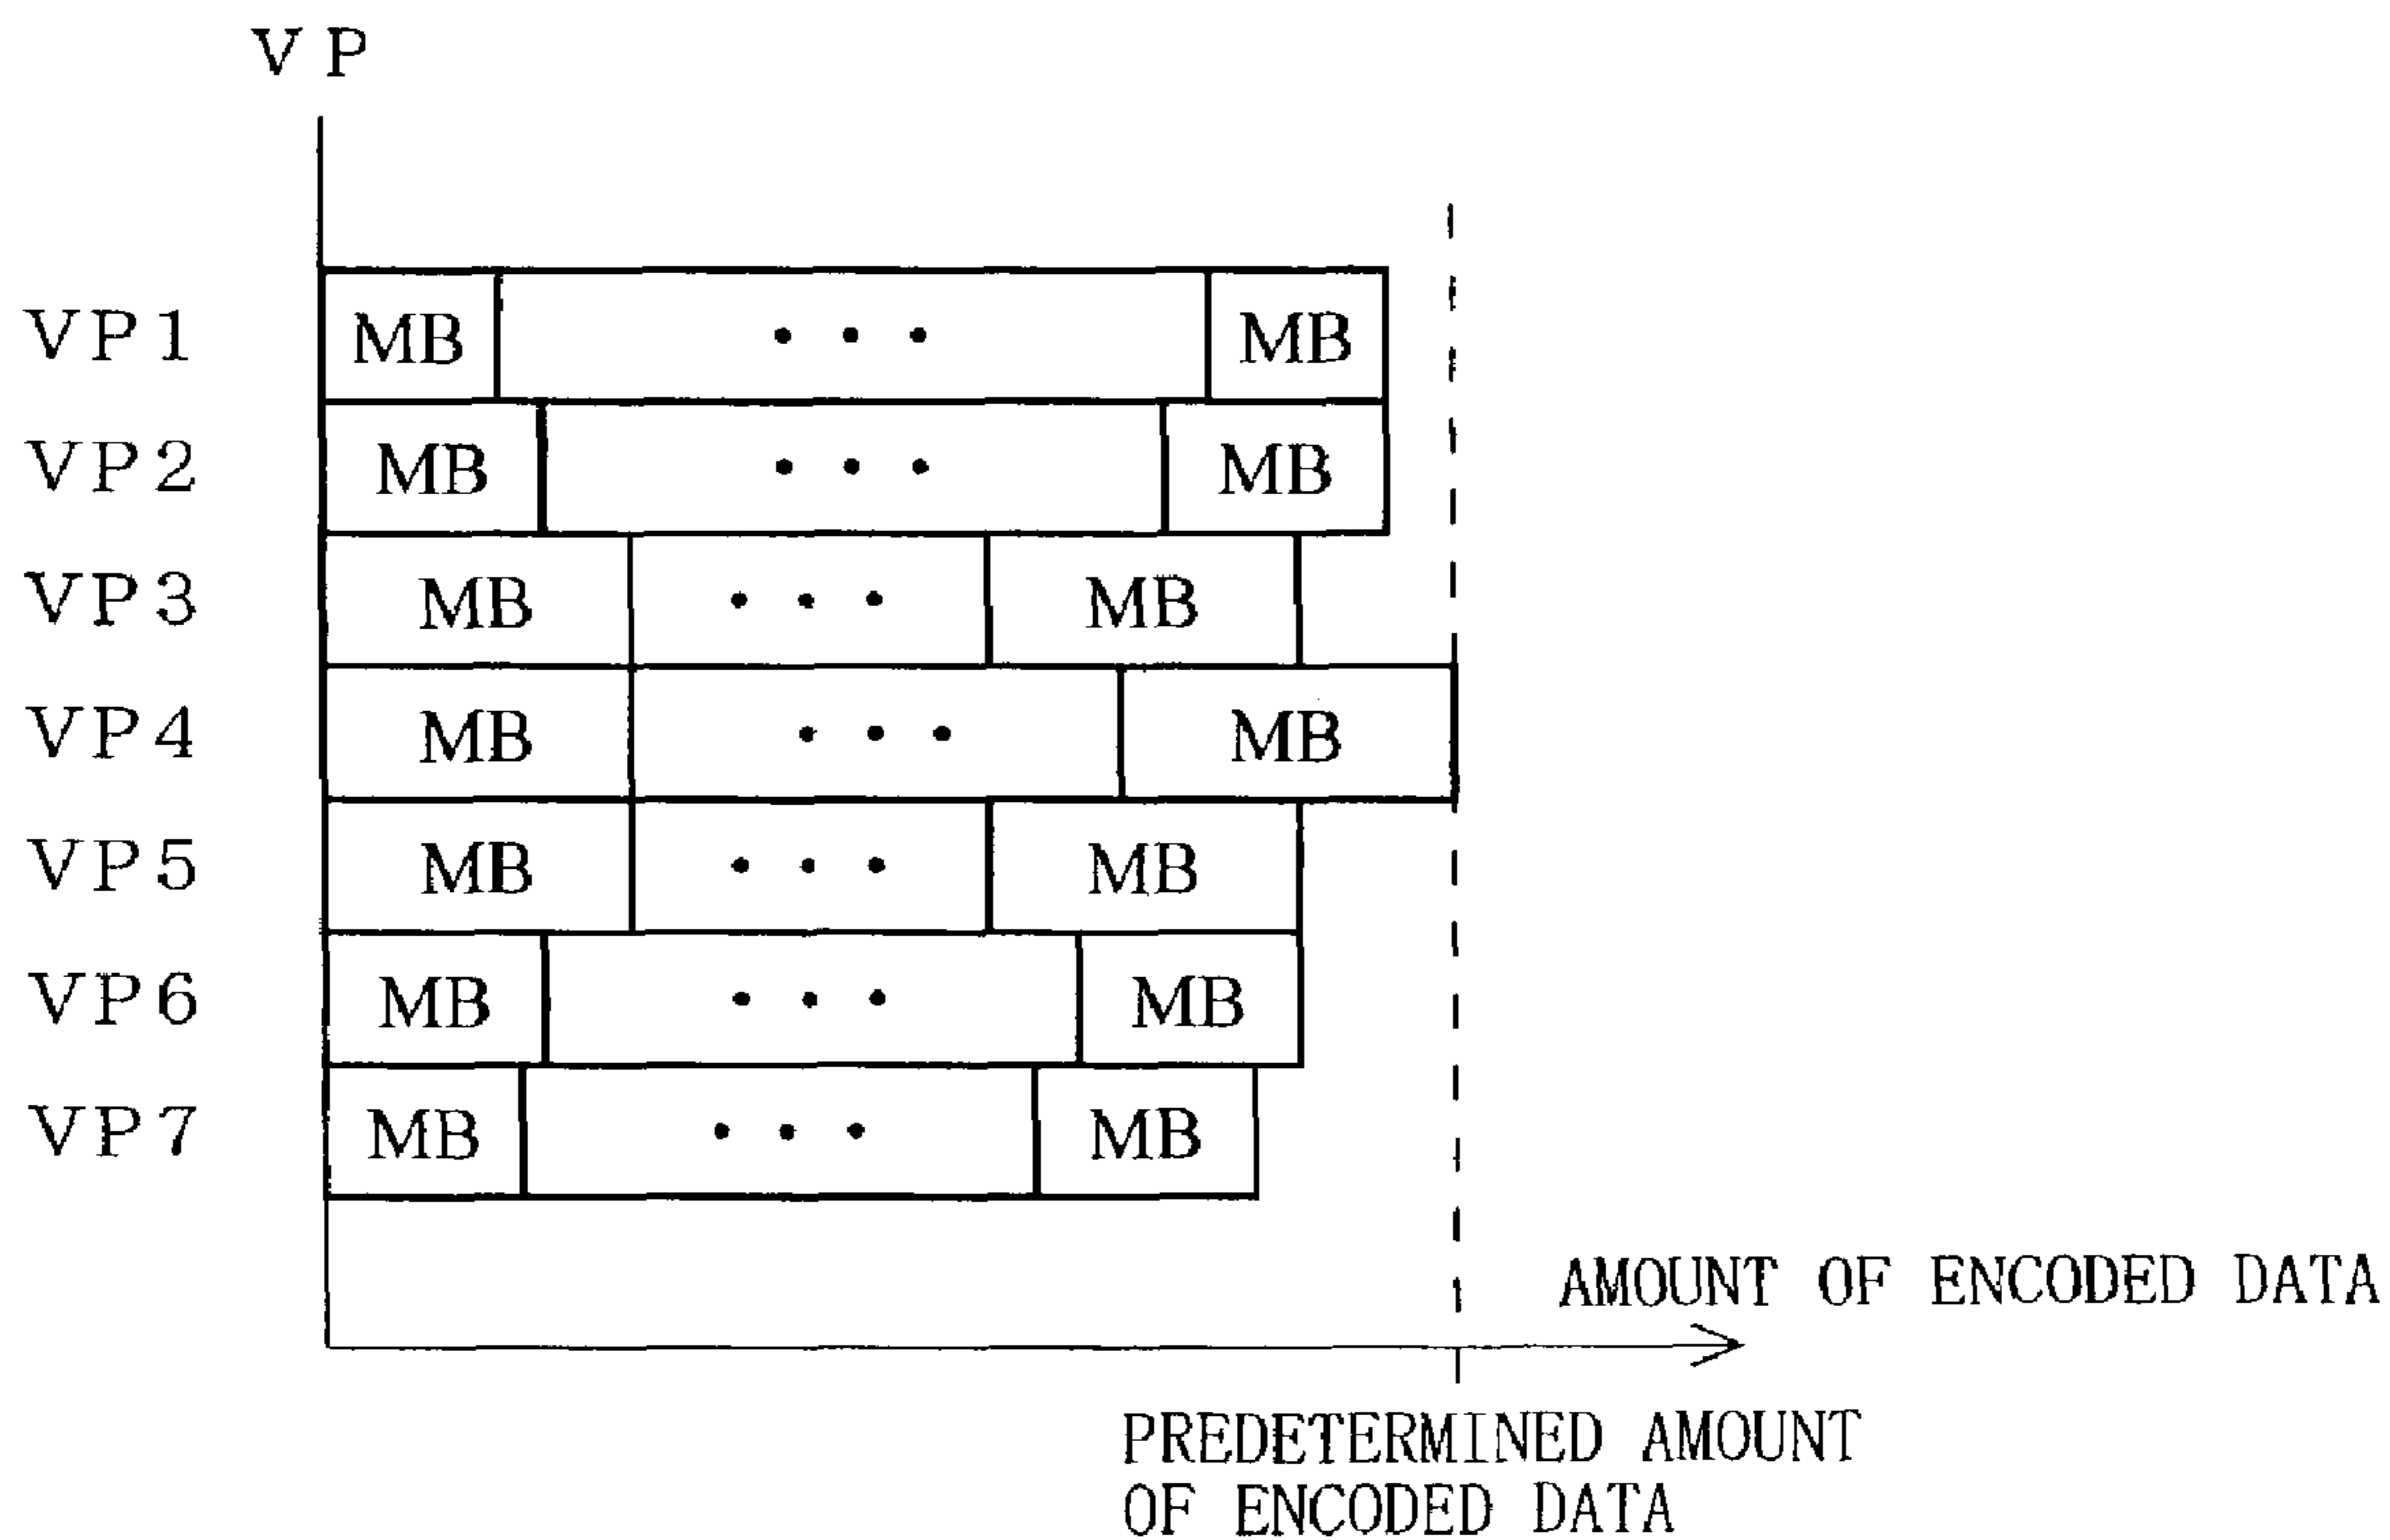 VP
VP1 MB • • • MB
VP2 MB • • • MB
VP3 MB • • • MB
VP4 MB • • • MB
VP5 MB • • • MB
VP6 MB • • • MB
VP7 MB • • • MB
AMOUNT OF ENCODED DATA
PREDETERMINED AMOUNT
OF ENCODED DATA